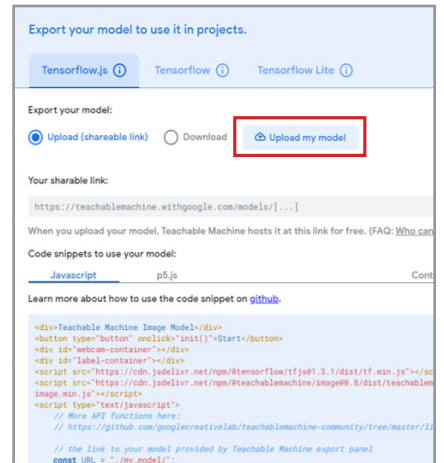 Export your model to use it in projects.
Tensorflow.js Tensorflow Tensorflow Lite
Export your model:
Upload (shareable link) Download Upload my model
Your sharable link:
https://teachablemachine.withgoogle.com/models/[...]
When you upload your model, Teachable Machine hosts it at this link for free. (FAQ: Who can
Code snippets to use your model:
Javascript p5.js Cont
Learn more about how to use the code snippet on github.
<div>Teachable Machine Image Model</div>
<button type="button" onclick="init()">Start</button>
<div id="webcam-container"></div>
<div id="label-container"></div>
<script src="https://cdn.jsdelivr.net/npm/@tensorflow/tfjs@1.3.1/dist/tf.min.js"></sc
<script src="https://cdn.jsdelivr.net/npm/@teachablemachine/image@0.8/dist/teachablem
image.min.js"></script>
<script type="text/javascript">
// More API functions here:
// https://github.com/googlecreativelab/teachablemachine-community/tree/master/li
// the link to your model provided by Teachable Machine export panel
const URL = "./my_model/";